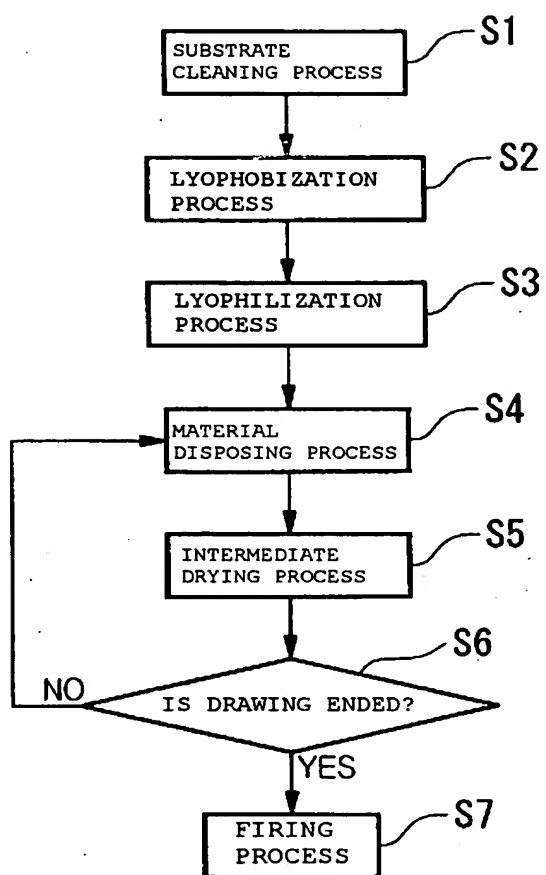 S1
SUBSTRATE
CLEANING PROCESS
S2
LYOPHOBIZATION
PROCESS
S3
LYOPHILIZATION
PROCESS
S4
MATERIAL
DISPOSING PROCESS
S5
INTERMEDIATE
DRYING PROCESS
S6
NO
IS DRAWING ENDED?
YES
S7
FIRING
PROCESS